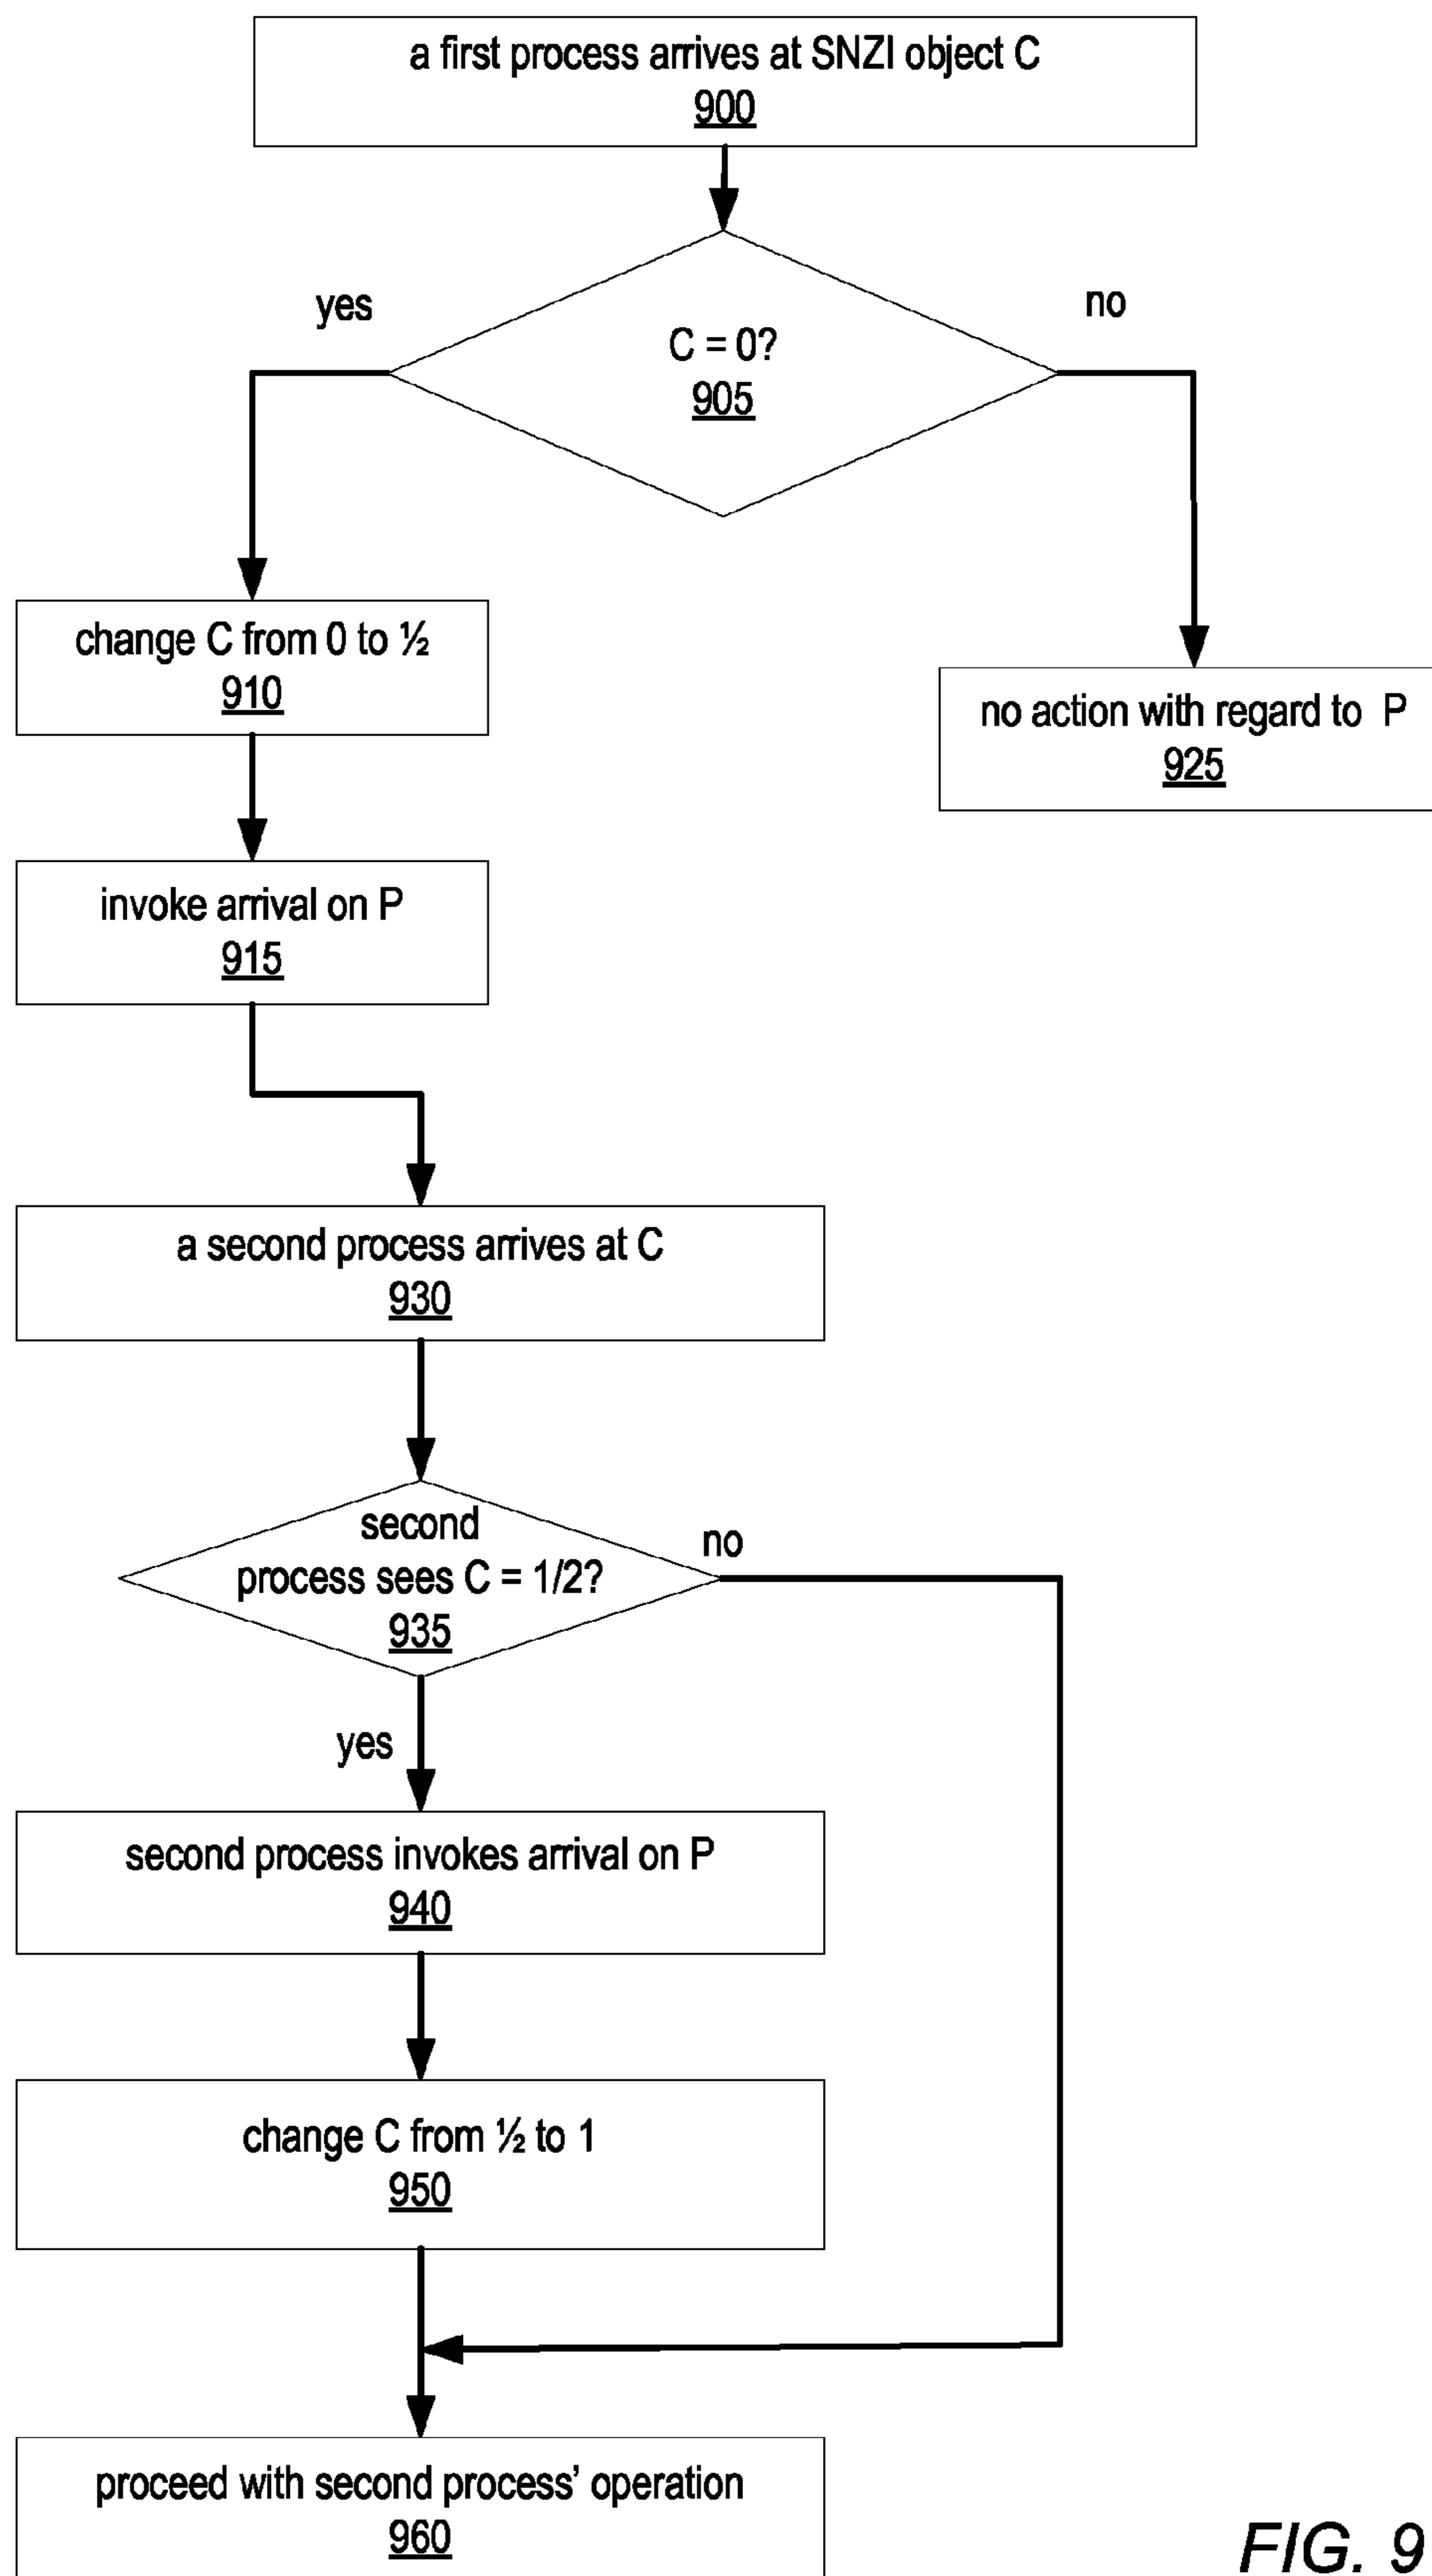 a first process arrives at SNZI object C
900
yes
no
C = 0?
905
change C from 0 to ½
910
no action with regard to P
925
invoke arrival on P
915
a second process arrives at C
930
second
process sees C = 1/2?
935
no
yes
second process invokes arrival on P
940
change C from ½ to 1
950
proceed with second process’ operation
960
FIG. 9